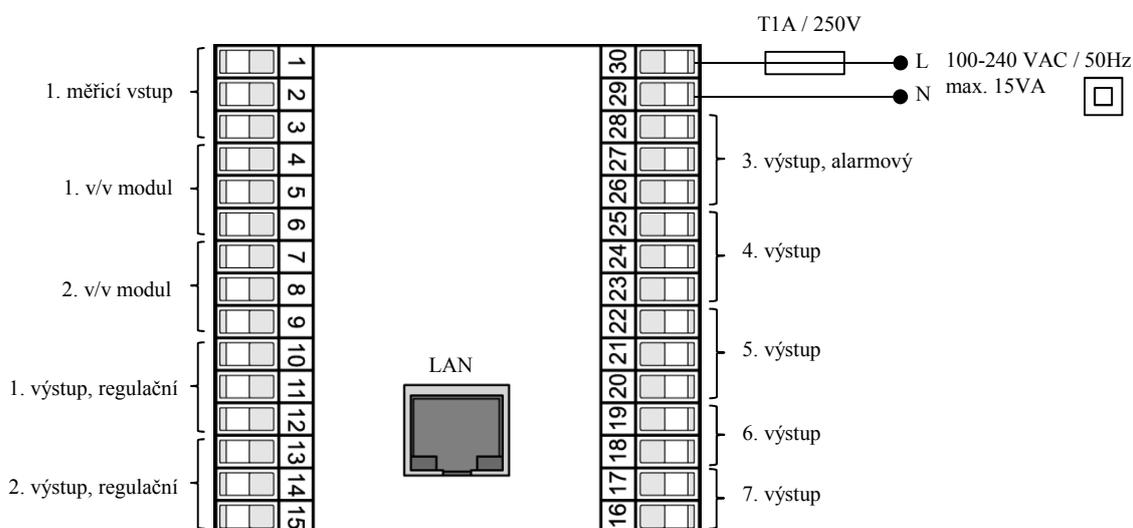 T1A / 250V
L 100-240 VAC / 50Hz
N max. 15VA
1. měřicí vstup
1. v/v modul
2. v/v modul
1. výstup, regulační
2. výstup, regulační
1
2
3
4
5
6
7
8
9
10
11
12
13
14
15
LAN
30
29
28
27
26
25
24
23
22
21
20
19
18
17
16
3. výstup, alarmový
4. výstup
5. výstup
6. výstup
7. výstup